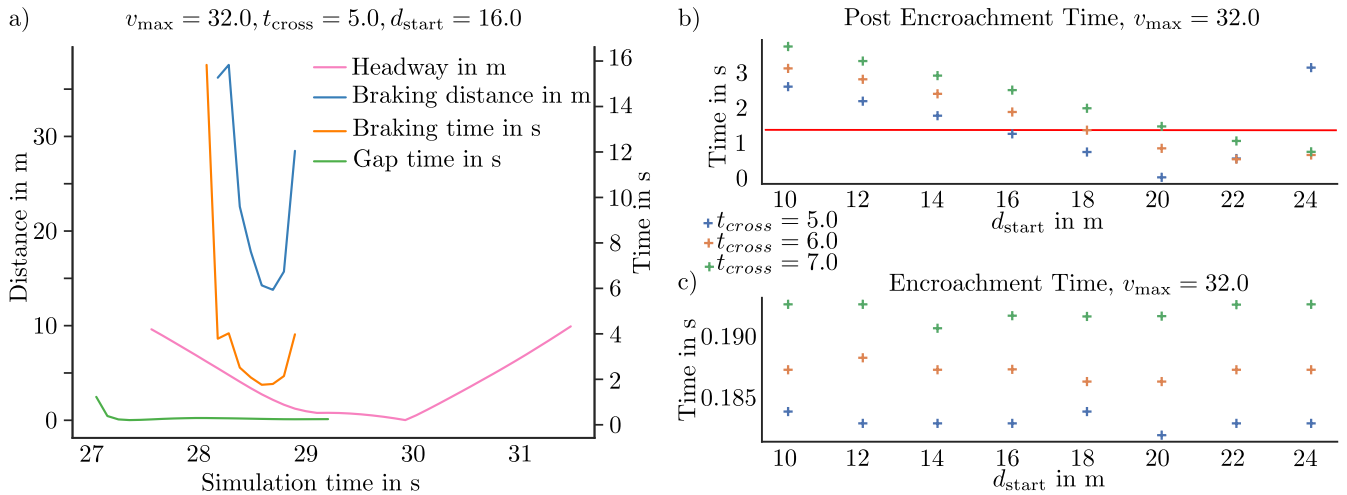 a)
v_max = 32.0, t_cross = 5.0, d_start = 16.0
Headway in m
Braking distance in m
Braking time in s
Gap time in s
Distance in m
30
20
10
0
Time in s
16
14
12
10
8
6
4
2
0
27 28 29 30 31
Simulation time in s
b)
Post Encroachment Time, v_max = 32.0
Time in s
3
2
1
0
10 12 14 16 18 20 22 24
d_start in m
t_cross = 5.0
t_cross = 6.0
t_cross = 7.0
c)
Encroachment Time, v_max = 32.0
Time in s
0.190
0.185
10 12 14 16 18 20 22 24
d_start in m